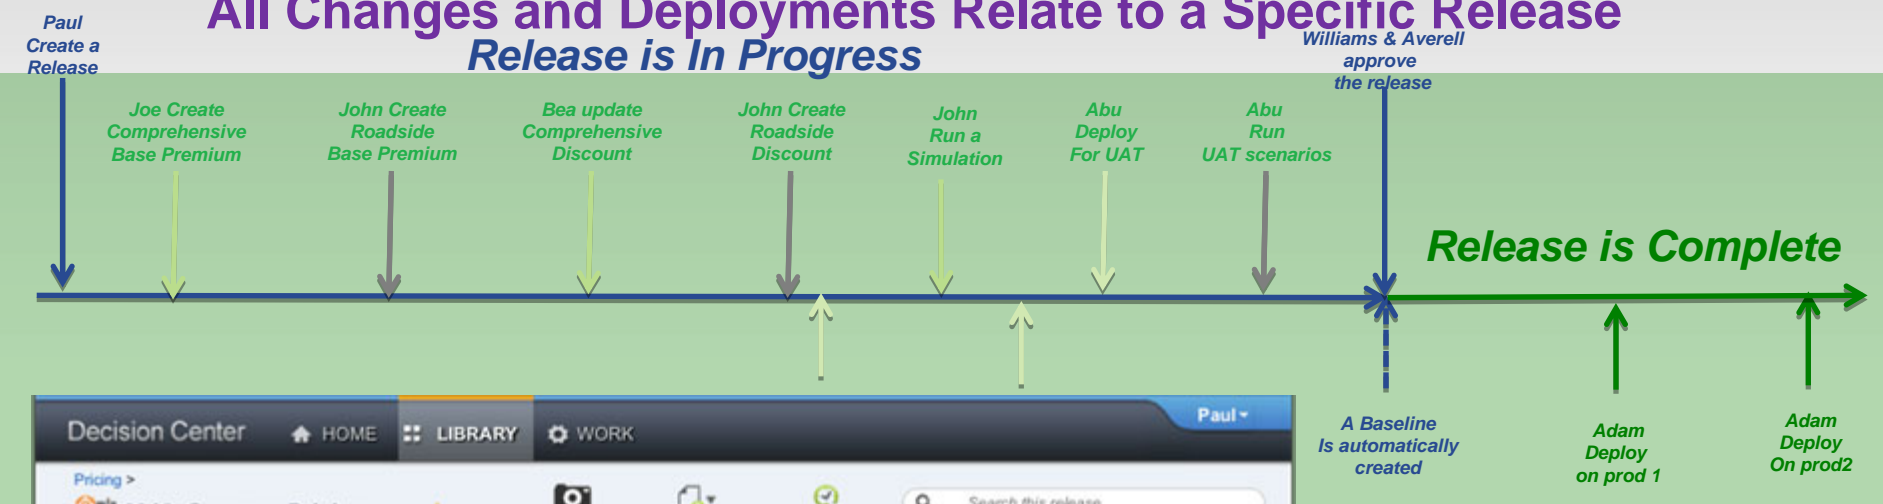 All Changes and Deployments Relate to a Specific Release
Release is In Progress
Paul
Create a
Release
Williams & Averell
approve
the release
Joe Create
Comprehensive
Base Premium
John Create
Roadside
Base Premium
Bea update
Comprehensive
Discount
John Create
Roadside
Discount
John
Run a
Simulation
Abu
Deploy
For UAT
Abu
Run
UAT scenarios
Release is Complete
Decision Center
HOME
LIBRARY
WORK
Paul
Pricing >
Search this release
A Baseline
Is automatically
created
Adam
Deploy
on prod 1
Adam
Deploy
On prod2